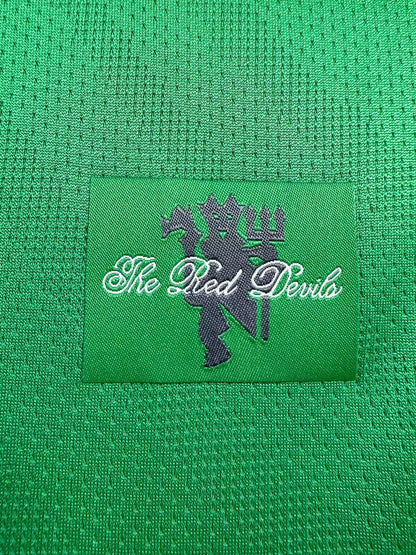 The Red Devils